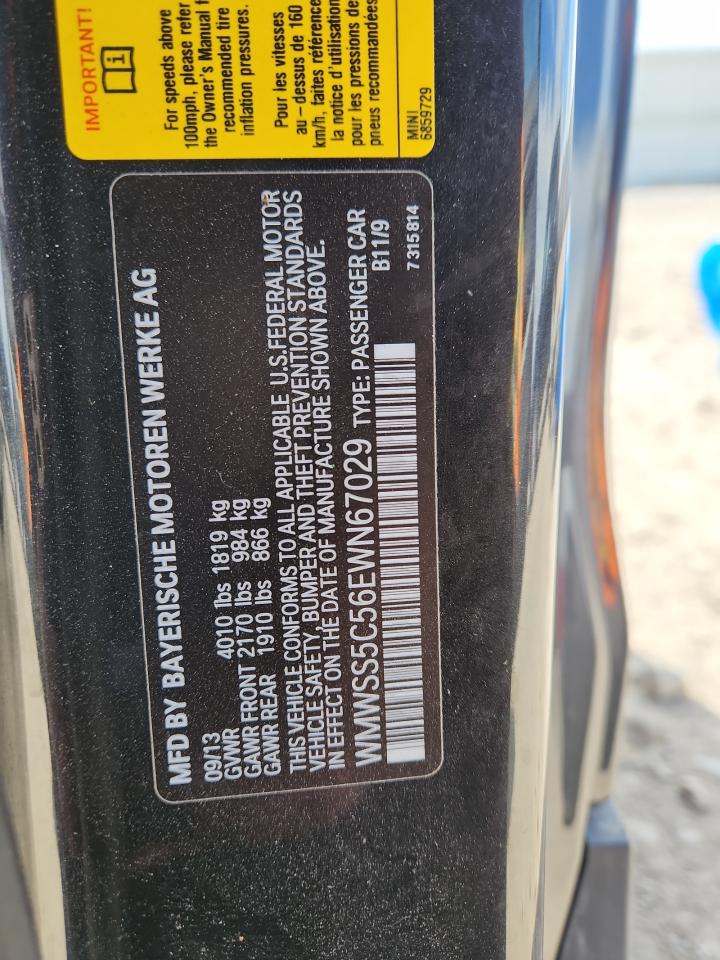 MFD BY BAYERISCHE MOTOREN WERKE AG
09/13
GVWR 4010 lbs 1819 kg
GAWR FRONT 2170 lbs 984 kg
GAWR REAR 1910 lbs 866 kg
THIS VEHICLE CONFORMS TO ALL APPLICABLE U.S. FEDERAL MOTOR
VEHICLE SAFETY, BUMPER AND THEFT PREVENTION STANDARDS
IN EFFECT ON THE DATE OF MANUFACTURE SHOWN ABOVE.
WMWSS5C56EWN67029 TYPE: PASSENGER CAR
B11/9
7315814
IMPORTANT!
i
For speeds above
100mph, please refer
the Owner's Manual f
recommended tire
inflation pressures.
Pour les vitesses
au-dessus de 160
km/h, faites référence
la notice d'utilisation
pour les pressions de
pneus recommandées
MINI
6859729